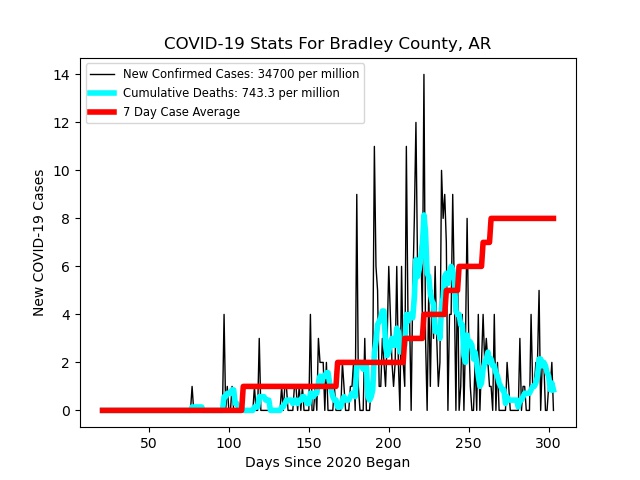 COVID-19 Stats For Bradley County, AR
New Confirmed Cases: 34700 per million
Cumulative Deaths: 743.3 per million
7 Day Case Average
New COVID-19 Cases
14
12
10
8
6
4
2
0
50 100 150 200 250 300
Days Since 2020 Began